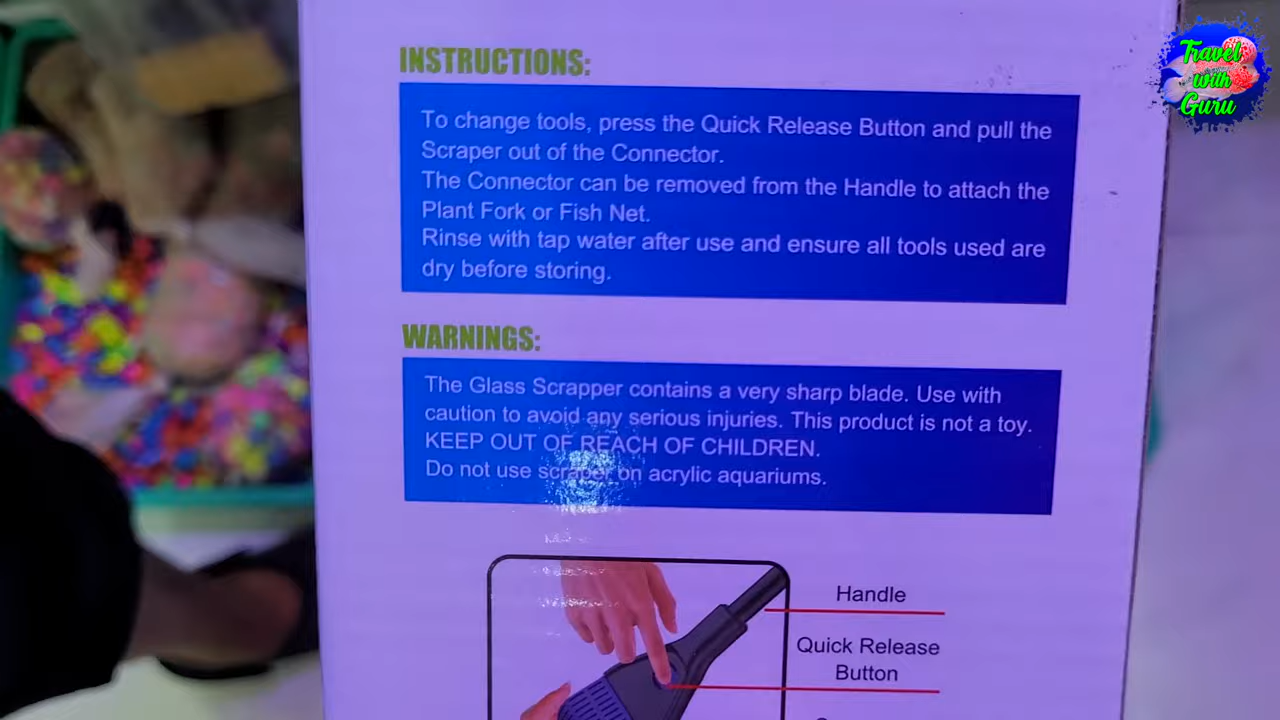 INSTRUCTIONS:
To change tools, press the Quick Release Button and pull the
Scraper out of the Connector.
The Connector can be removed from the Handle to attach the
Plant Fork or Fish Net.
Rinse with tap water after use and ensure all tools used are
dry before storing.
WARNINGS:
The Glass Scrapper contains a very sharp blade. Use with
caution to avoid any serious injuries. This product is not a toy.
KEEP OUT OF REACH OF CHILDREN.
Do not use scraper on acrylic aquariums.
Handle
Quick Release
Button
Travel
with
Guru